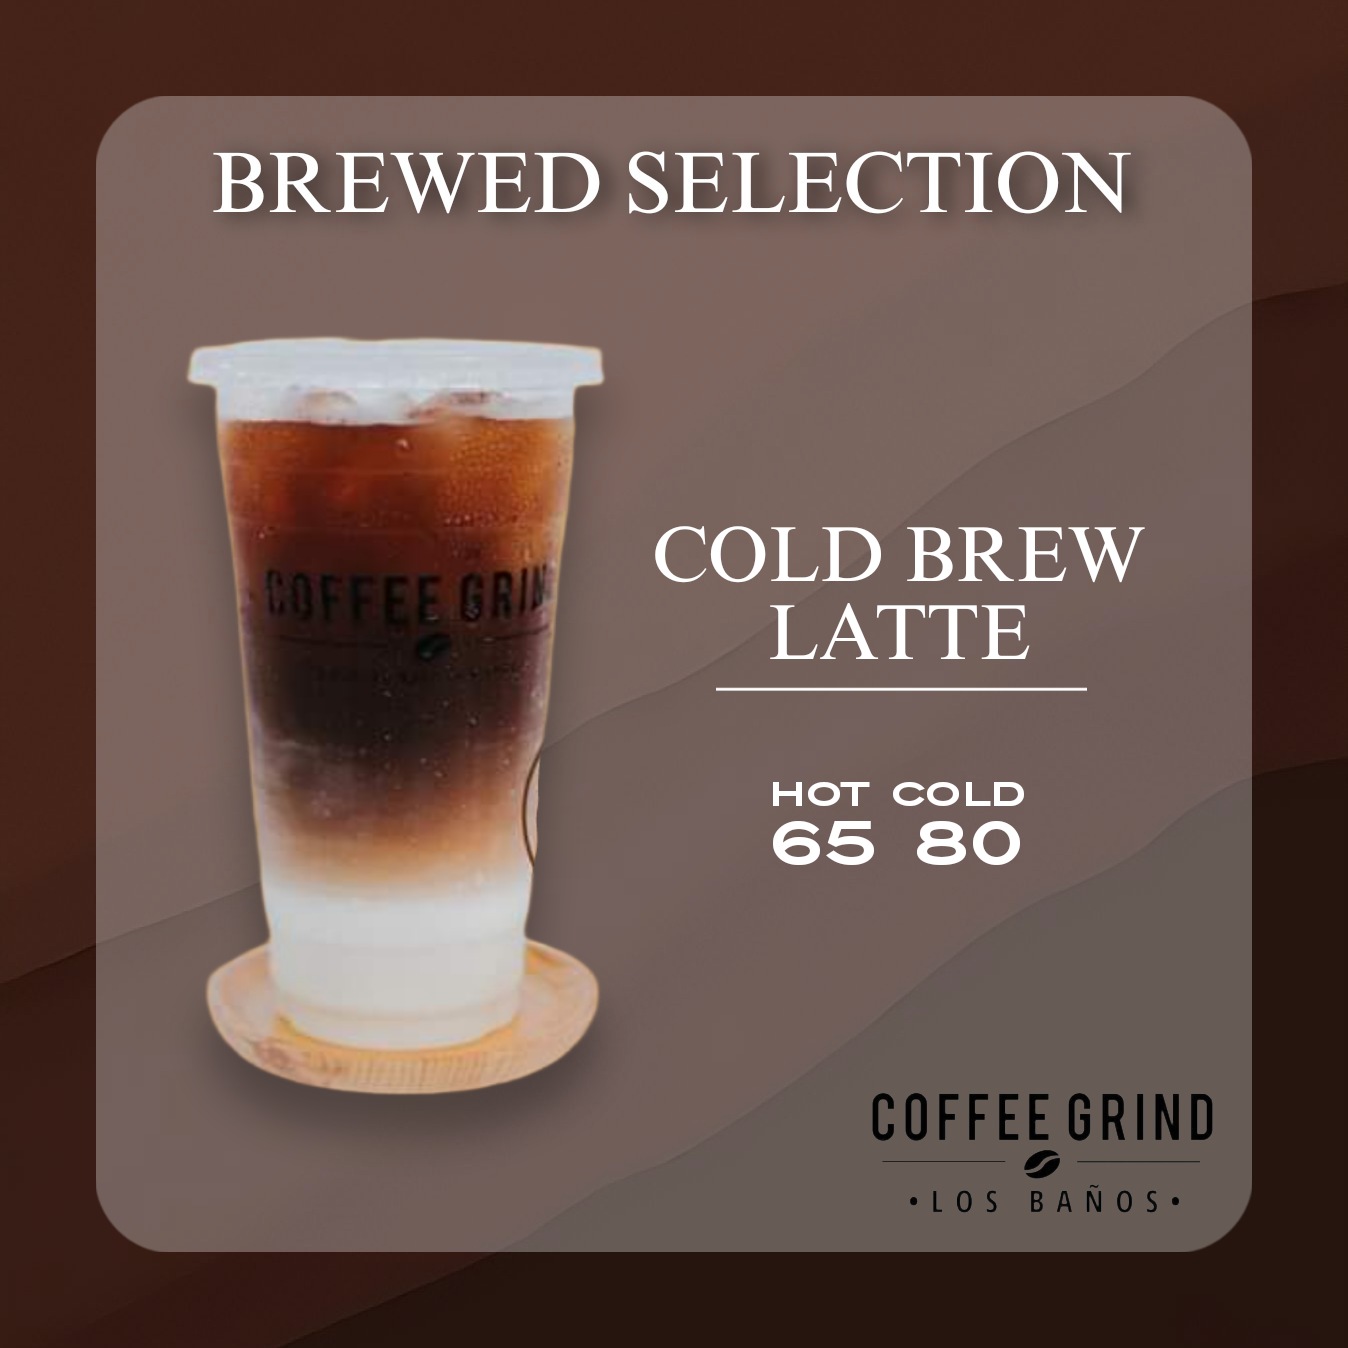 BREWED SELECTION
COFFEE GRIN
COLD BREW
LATTE
HOT COLD
65 80
COFFEE GRIND
•LOS BAÑOS•